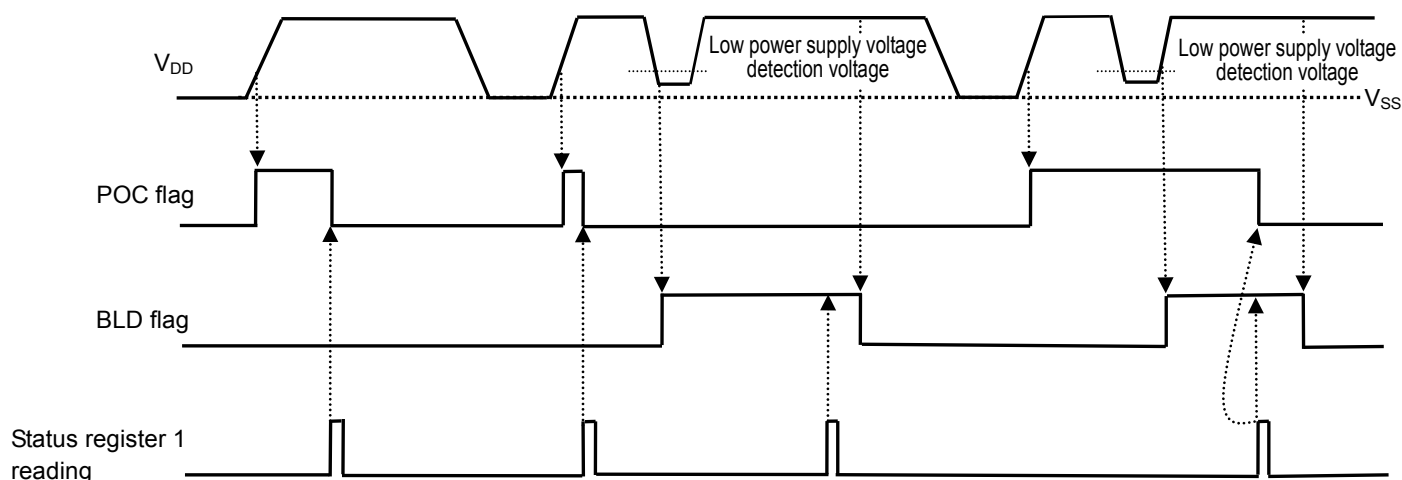 Low power supply voltage
detection voltage
Low power supply voltage
detection voltage
VDD
VSS
POC flag
BLD flag
Status register 1
reading